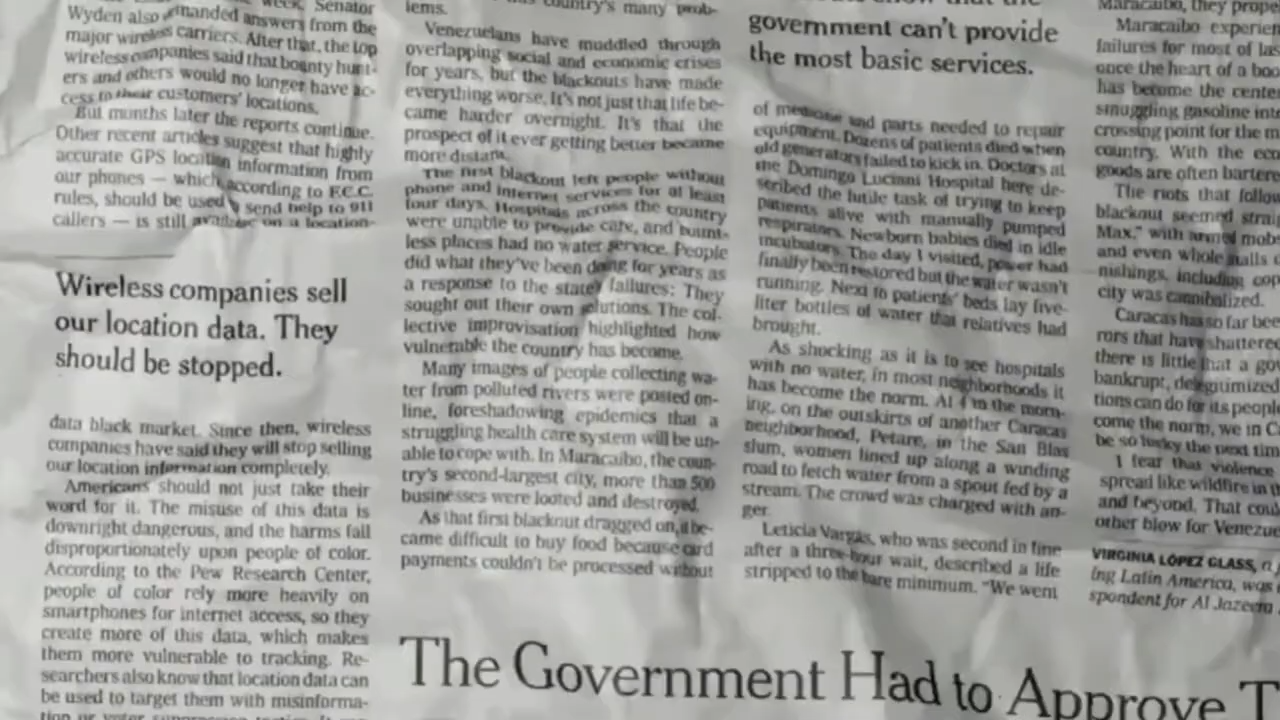 week, Senator
Wyden also demanded answers from the
major wireless carriers. After that, the top
wireless companies said that bounty hunt-
ers and others would no longer have ac-
cess to their customers' locations.
But months later the reports continue.
Other recent articles suggest that highly
accurate GPS location information from
our phones — which, according to F.C.C.
rules, should be used send help to 911
callers — is still available on a location-
Wireless companies sell
our location data. They
should be stopped.
data black market. Since then, wireless
companies have said they will stop selling
our location information completely.
Americans should not just take their
word for it. The misuse of this data is
downright dangerous, and the harms fall
disproportionately upon people of color.
According to the Pew Research Center,
people of color rely more heavily on
smartphones for internet access, so they
create more of this data, which makes
them more vulnerable to tracking. Re-
searchers also know that location data can
be used to target them with misinforma-
tion or voter suppression
country's many prob-
lems.
Venezuelans have muddled through
overlapping social and economic crises
for years, but the blackouts have made
everything worse. It's not just that life be-
came harder overnight. It's that the
prospect of it ever getting better became
more distant.
The first blackout left people without
phone and internet services for at least
four days. Hospitals across the country
were unable to provide care, and count-
less places had no water service. People
did what they've been doing for years as
a response to the state's failures: They
sought out their own solutions. The col-
lective improvisation highlighted how
vulnerable the country has become.
Many images of people collecting wa-
ter from polluted rivers were posted on-
line, foreshadowing epidemics that a
struggling health care system will be un-
able to cope with. In Maracaibo, the coun-
try's second-largest city, more than 500
businesses were looted and destroyed.
As that first blackout dragged on, it be-
came difficult to buy food because card
payments couldn't be processed without
government can't provide
the most basic services.
of medicine and parts needed to repair
equipment. Dozens of patients died when
old generators failed to kick in. Doctors at
the Domingo Luciani Hospital here de-
scribed the futile task of trying to keep
patients alive with manually pumped
respirators. Newborn babies died in idle
incubators. The day I visited, power had
finally been restored but the water wasn't
running. Next to patients' beds lay five-
liter bottles of water that relatives had
brought.
As shocking as it is to see hospitals
with no water, in most neighborhoods it
has become the norm. At 4 in the morn-
ing, on the outskirts of another Caracas
neighborhood, Petare, in the San Blas
slum, women lined up along a winding
road to fetch water from a spout fed by a
stream. The crowd was charged with an-
ger.
Leticia Vargas, who was second in line
after a three-hour wait, described a life
stripped to the bare minimum. "We went
Maracaibo, they
Maracaibo
failures for most of
once the heart of a
has become the
smuggling gasoline
crossing point for the
country. With the
goods are often
The riots that
blackout seemed
Max," with armed
and even whole malls
nishings, including
city was cannibalized.
Caracas has so far
rors that have shattered
there is little that a
bankrupt, delegitimized
tions can do for its
come the norm, we in
be so lucky the next
I fear that violence
spread like wildfire in
and beyond. That
other blow for
VIRGINIA LÓPEZ GLASS, a
ing Latin America, was
spondent for Al Jazeera
The Government Had to Approve T